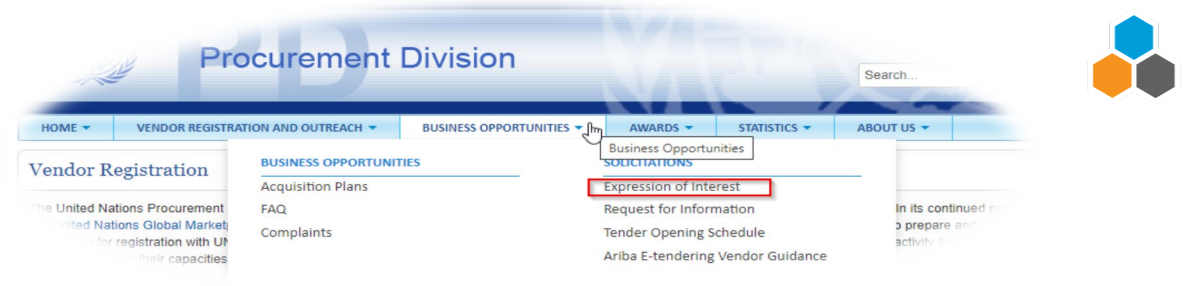 PD
Procurement Division
Search...
HOME
VENDOR REGISTRATION AND OUTREACH
BUSINESS OPPORTUNITIES
AWARDS
STATISTICS
ABOUT US
Business Opportunities
Vendor Registration
BUSINESS OPPORTUNITIES
SOLICITATIONS
Acquisition Plans
Expression of Interest
The United Nations Procurement
FAQ
Request for Information
In its continued
United Nations Global Market
Complaints
Tender Opening Schedule
prepare and
for registration with UN
Ariba E-tendering Vendor Guidance
activity
their capacities